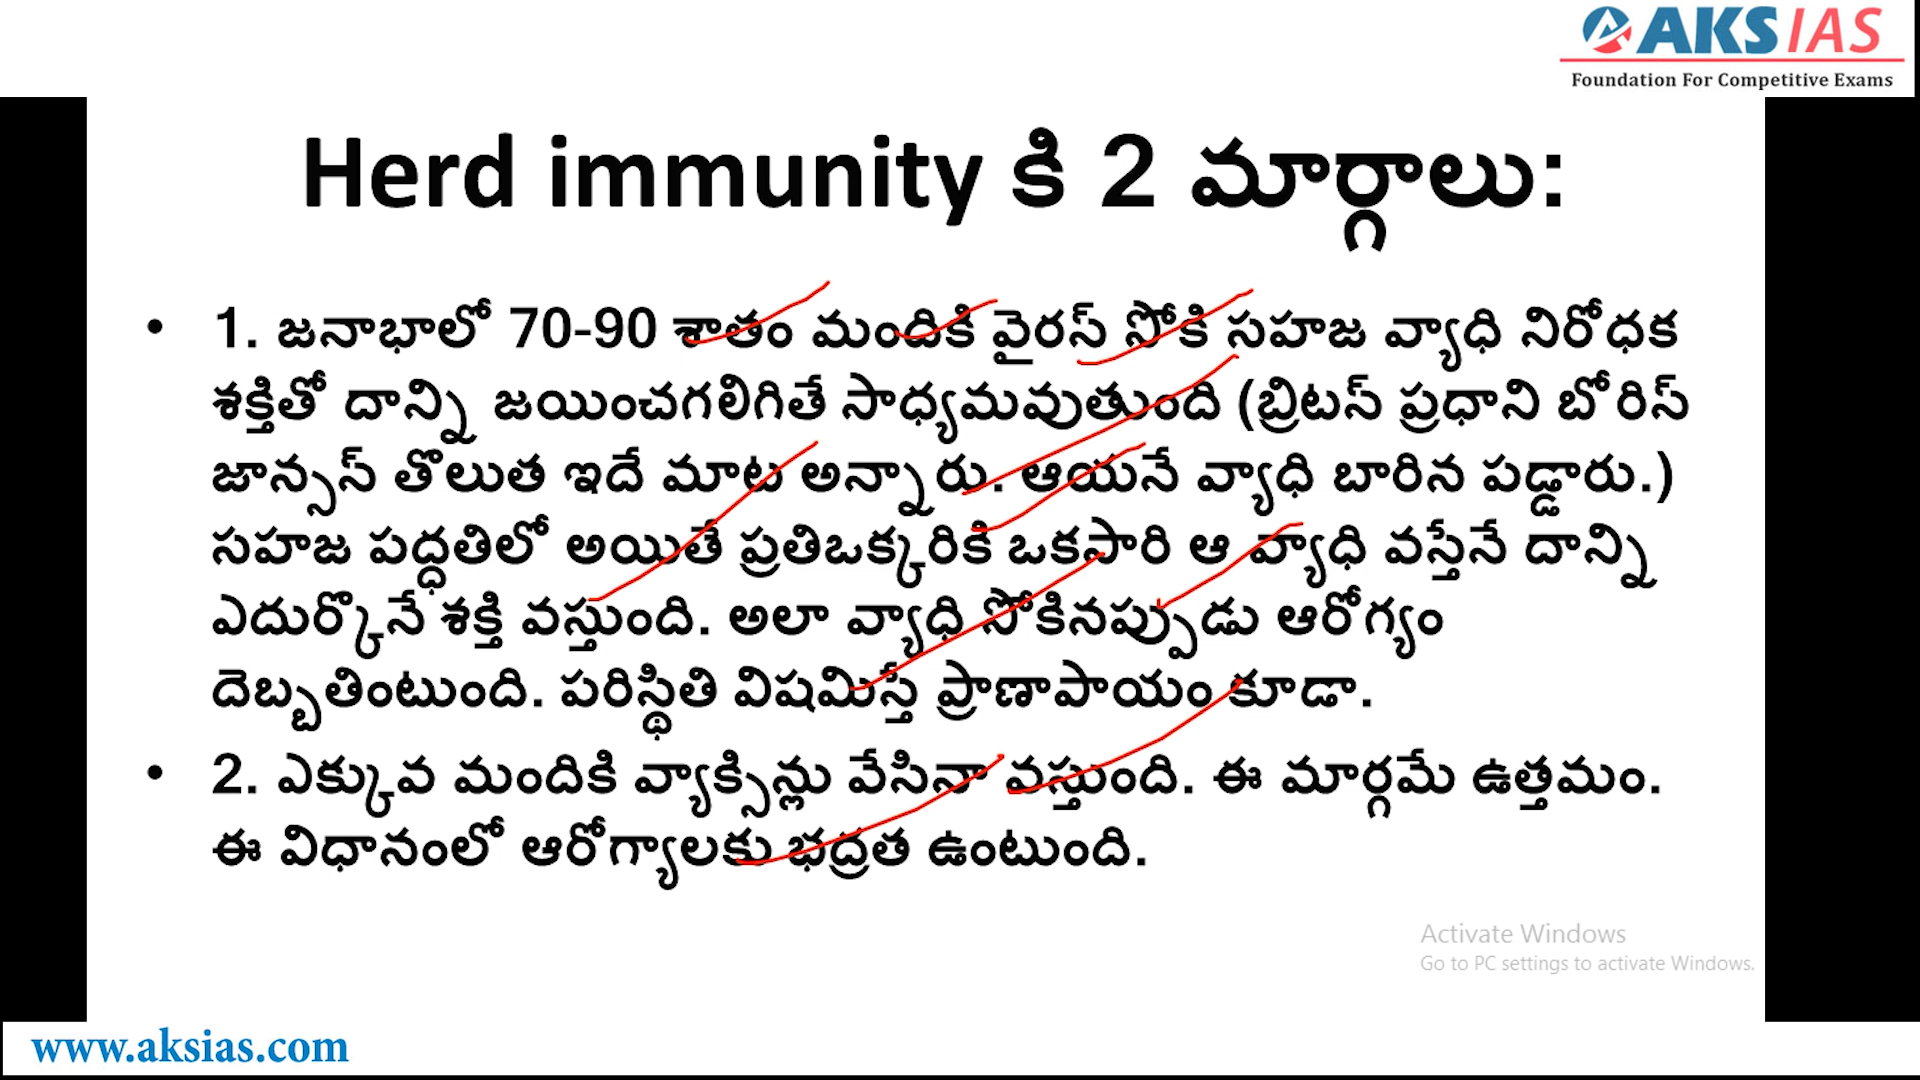 AKS IAS
Foundation For Competitive Exams
Herd immunity కి 2 మార్గాలు:
• 1. జనాభాలో 70-90 శాతం మందికి వైరస్ సోకి సహజ వ్యాధి నిరోధక
శక్తితో దాన్ని జయించగలిగితే సాధ్యమవుతుంది (బ్రిటస్ ప్రధాని బోరిస్
జాన్సన్ తొలుత ఇదే మాట అన్నారు. ఆయనే వ్యాధి బారిన పడ్డారు.)
సహజ పద్ధతిలో అయితే ప్రతిఒక్కరికి ఒకసారి ఆ వ్యాధి వస్తేనే దాన్ని
ఎదుర్కొనే శక్తి వస్తుంది. అలా వ్యాధి సోకినప్పుడు ఆరోగ్యం
దెబ్బతింటుంది. పరిస్థితి విషమిస్తే ప్రాణాపాయం కూడా.
• 2. ఎక్కువ మందికి వ్యాక్సిన్లు వేసినా వస్తుంది. ఈ మార్గమే ఉత్తమం.
ఈ విధానంలో ఆరోగ్యాలకు భద్రత ఉంటుంది.
Activate Windows
Go to PC settings to activate Windows.
www.aksias.com